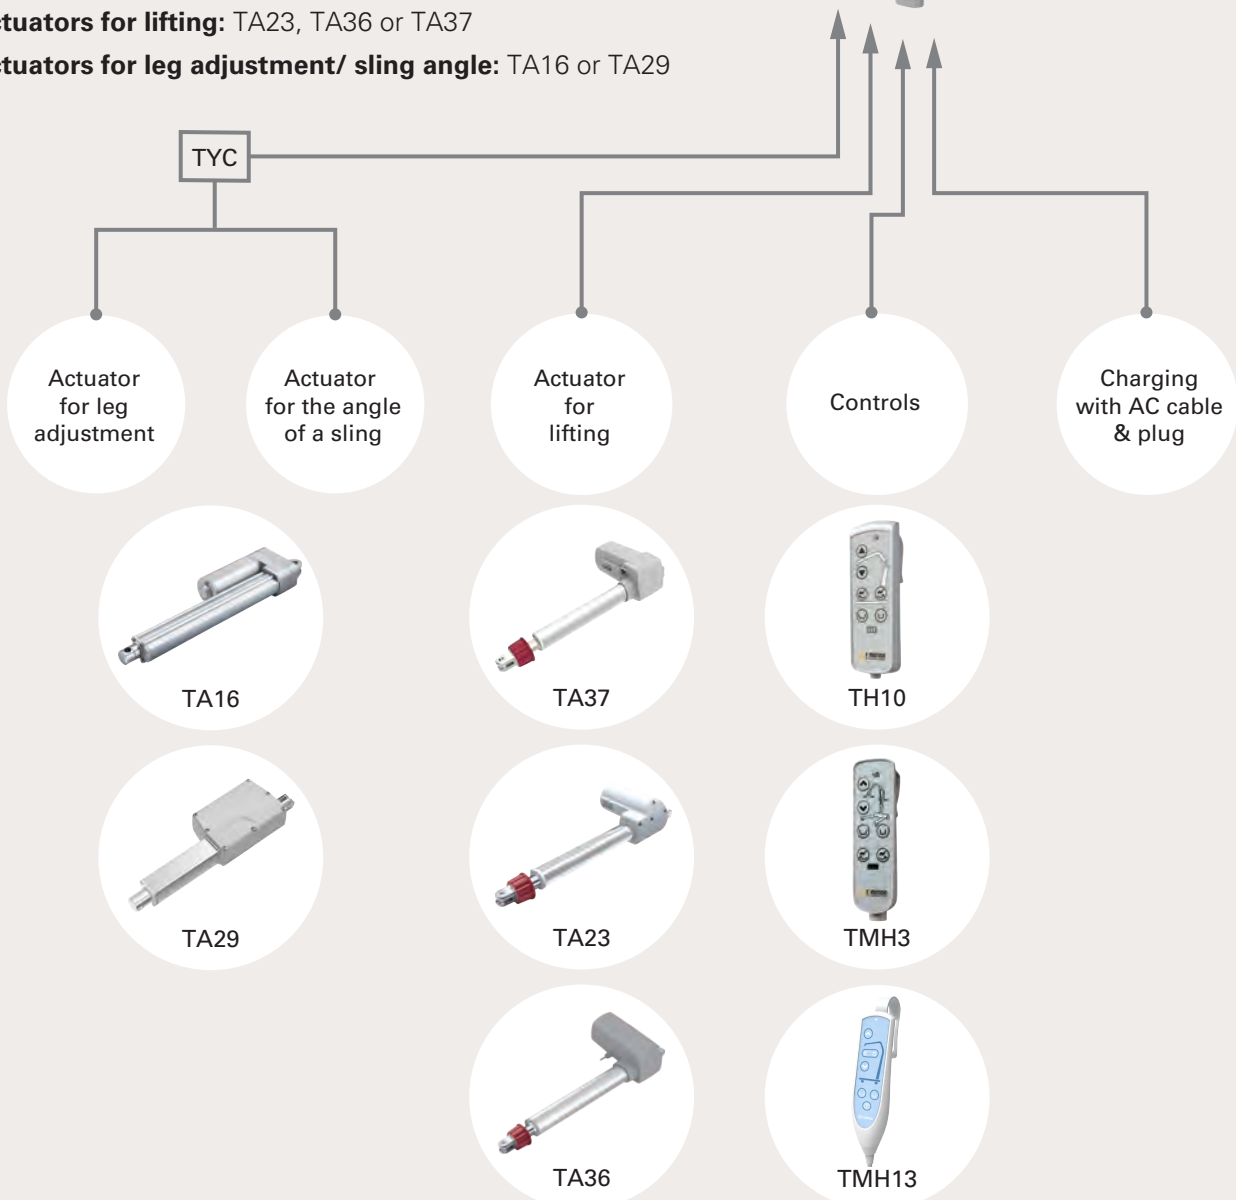 ctuators for lifting: TA23, TA36 or TA37
ctuators for leg adjustment/ sling angle: TA16 or TA29
TYC
Actuator
for leg
adjustment
Actuator
for the angle
of a sling
Actuator
for
lifting
Controls
Charging
with AC cable
& plug
TA16
TA37
TH10
TA29
TA23
TMH3
TA36
TMH13